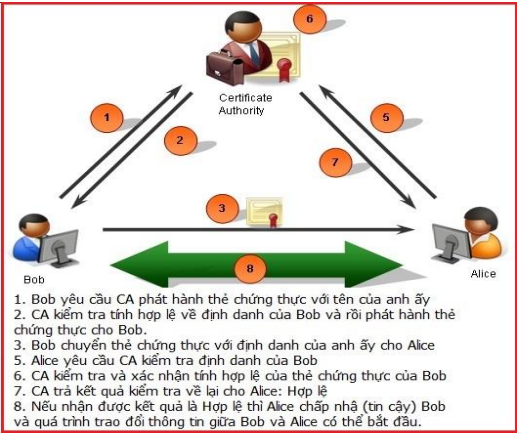 6
Certificate
Authority
1
2
5
7
3
8
Bob
Alice
1. Bob yêu cầu CA phát hành thẻ chứng thực với tên của anh ấy
2. CA kiểm tra tính hợp lệ về định danh của Bob và rồi phát hành thẻ
chứng thực cho Bob.
3. Bob chuyển thẻ chứng thực với định danh của anh ấy cho Alice
5. Alice yêu cầu CA kiểm tra định danh của Bob
6. CA kiểm tra và xác nhận tính hợp lệ của thẻ chứng thực của Bob
7. CA trả kết quả kiểm tra về lại cho Alice: Hợp lệ
8. Nếu nhận được kết quả là Hợp lệ thì Alice chấp nhậ (tin cậy) Bob
và quá trình trao đổi thông tin giữa Bob và Alice có thể bắt đầu.